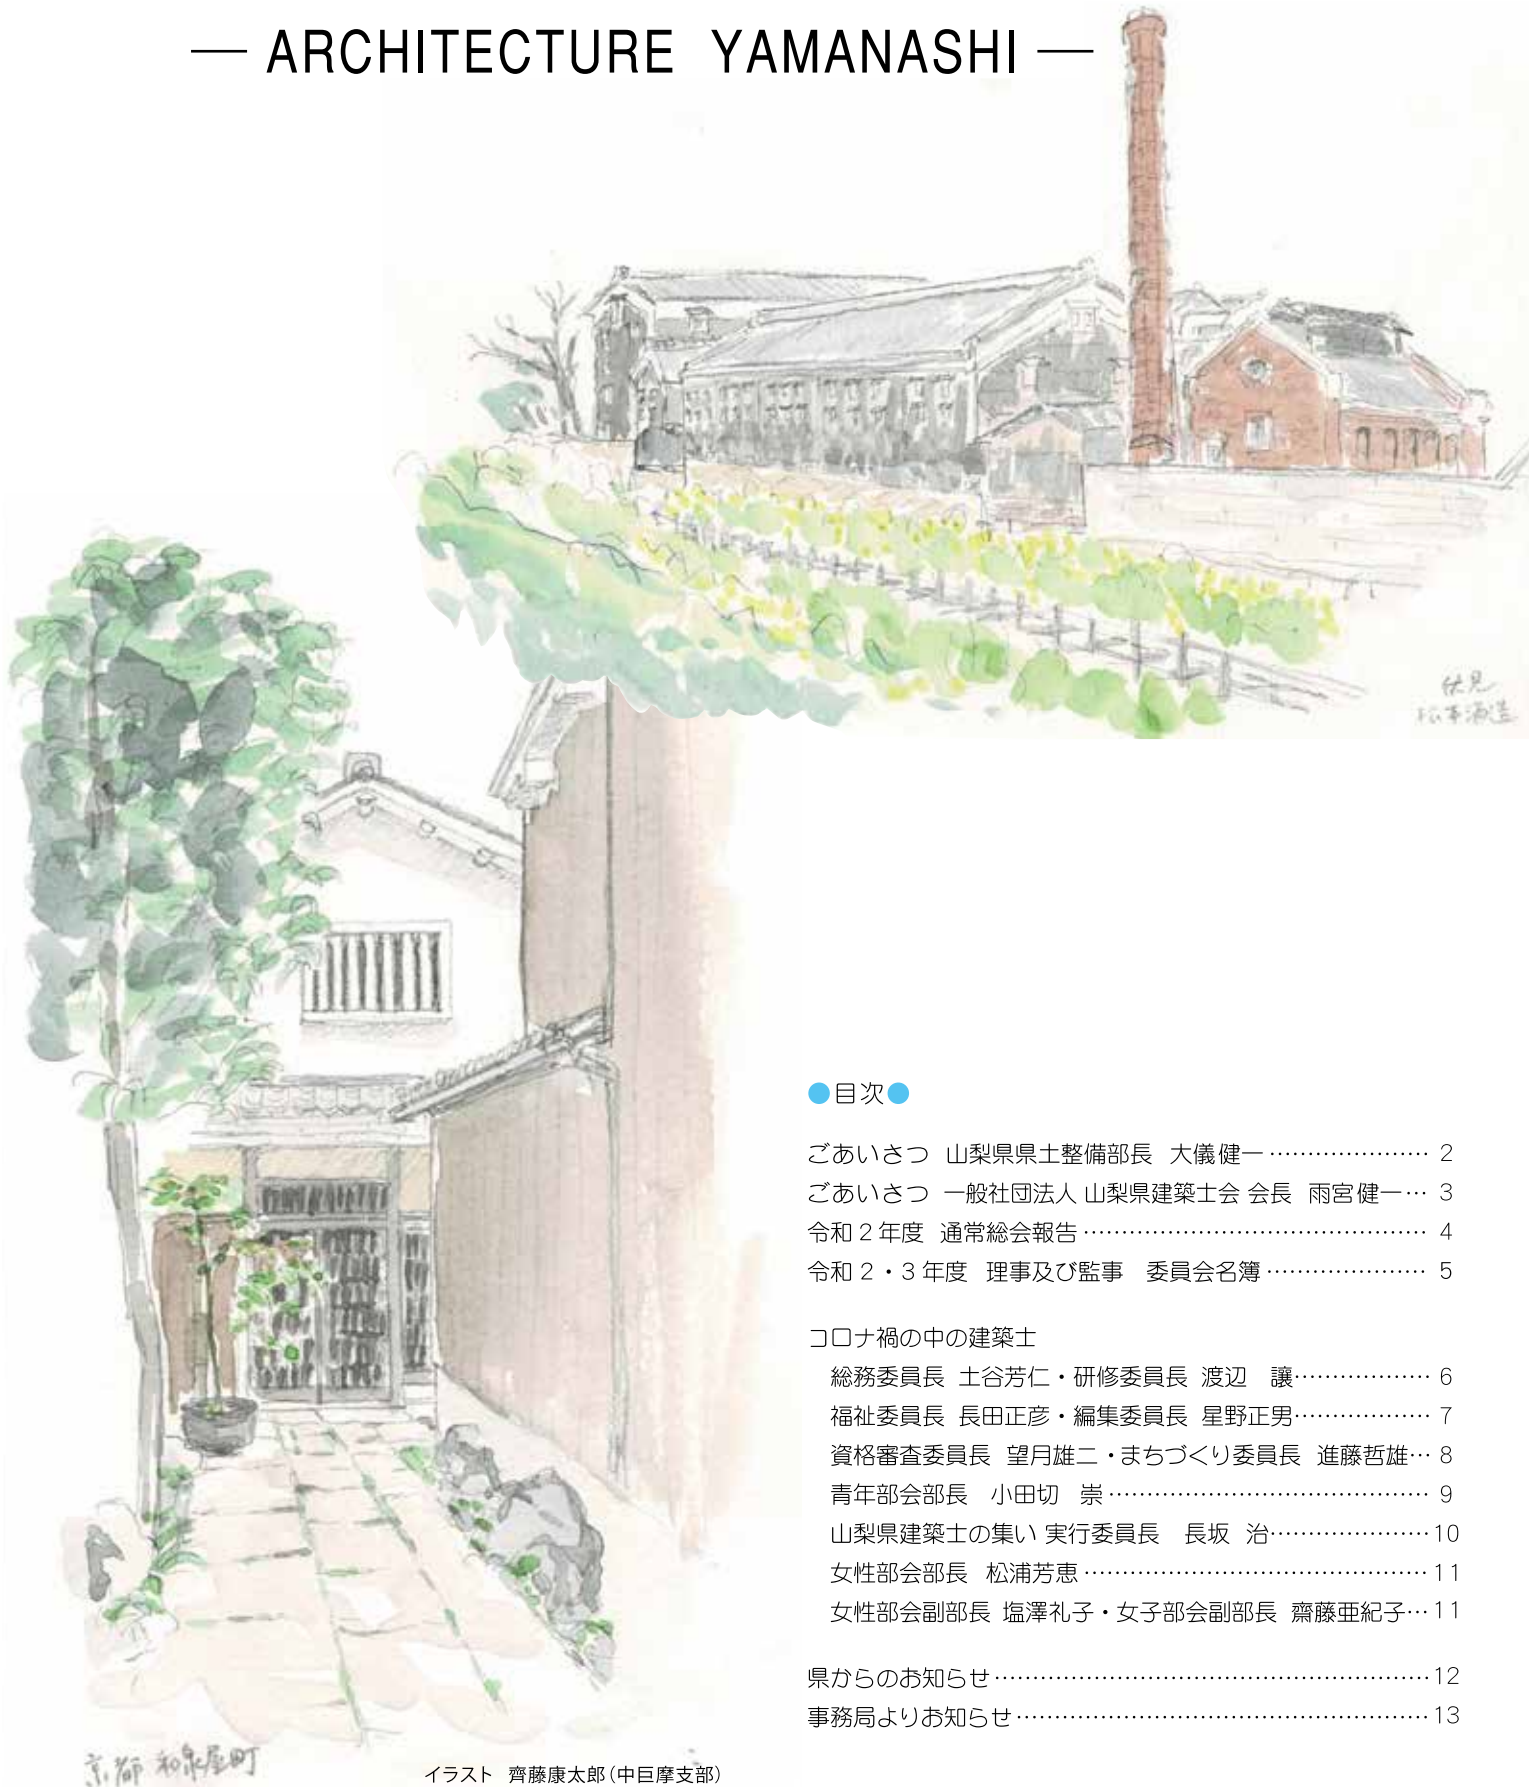 — ARCHITECTURE YAMANASHI —
伏見
松本酒造
●目次●
ごあいさつ 山梨県県土整備部長 大儀健一 ………………… 2
ごあいさつ 一般社団法人 山梨県建築士会 会長 雨宮健一… 3
令和2年度 通常総会報告 ……………………………………… 4
令和2・3年度 理事及び監事 委員会名簿 ………………… 5
コロナ禍の中の建築士
総務委員長 土谷芳仁・研修委員長 渡辺 讓……………… 6
福祉委員長 長田正彦・編集委員長 星野正男……………… 7
資格審査委員長 望月雄二・まちづくり委員長 進藤哲雄… 8
青年部会部長 小田切 崇 …………………………………… 9
山梨県建築士の集い 実行委員長 長坂 治…………………10
女性部会部長 松浦芳恵 ………………………………………11
女性部会副部長 塩澤礼子・女子部会副部長 齋藤亜紀子…11
県からのお知らせ…………………………………………………12
事務局よりお知らせ………………………………………………13
京都 和泉屋町
イラスト 齊藤康太郎(中巨摩支部)